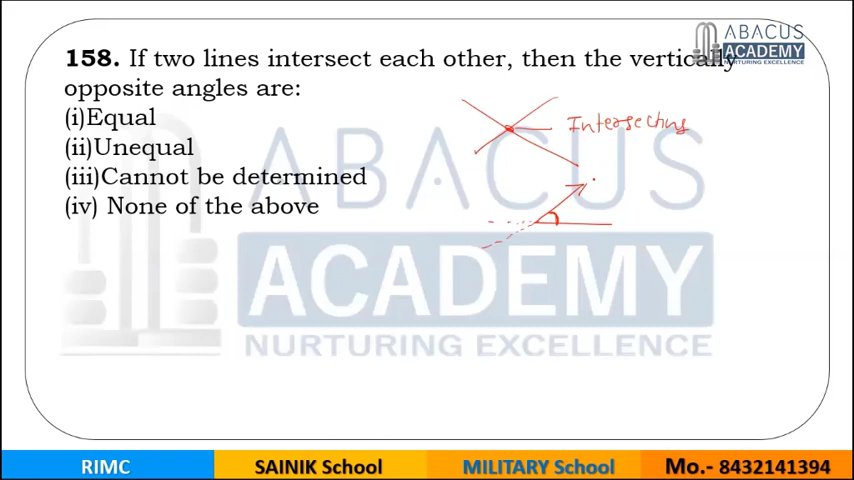 ABACUS
ACADEMY
NURTURING EXCELLENCE
158. If two lines intersect each other, then the vertically
opposite angles are:
(i)Equal
(ii)Unequal
(iii)Cannot be determined
(iv) None of the above
Intersecting
ABACUS
ACADEMY
NURTURING EXCELLENCE
RIMC
SAINIK School
MILITARY School
Mo.- 8432141394